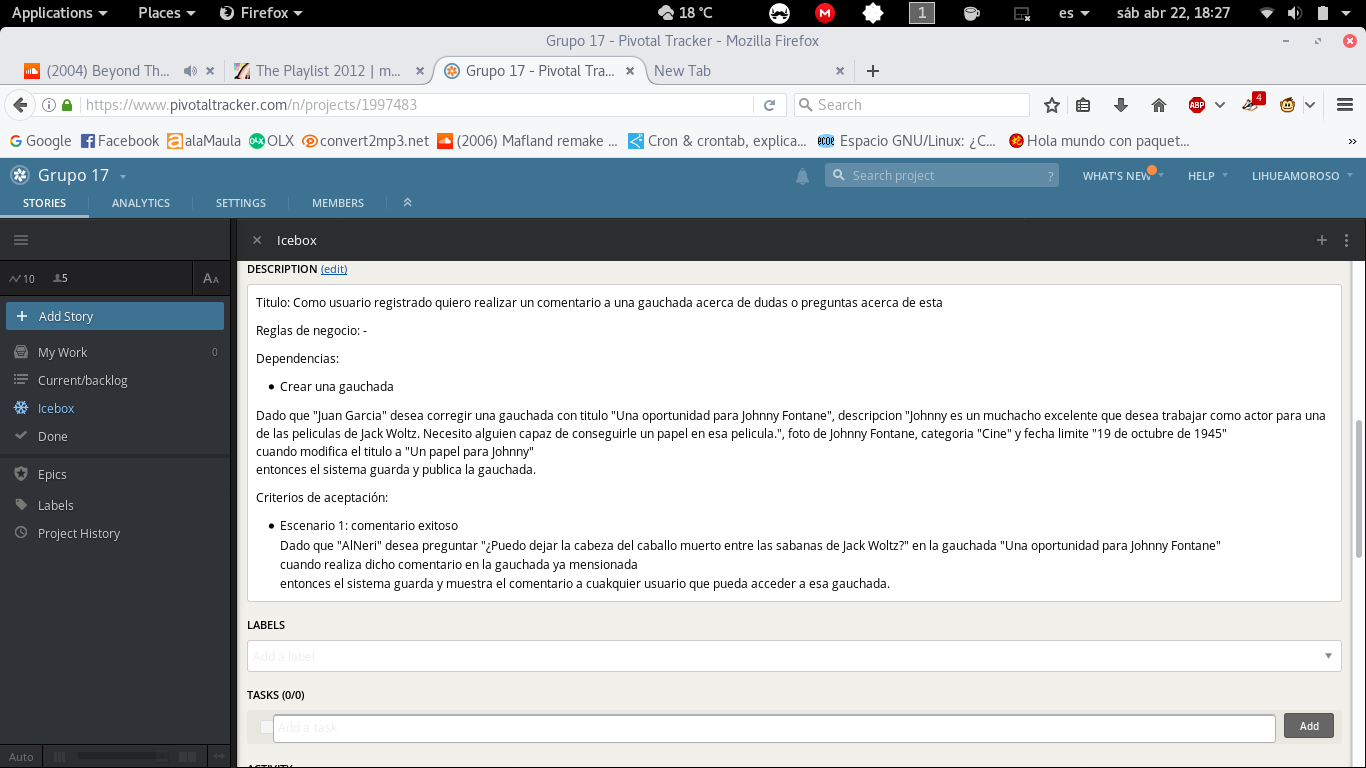 Applications Places Firefox 18 ℃ 1 es sáb abr 22, 18:27
Grupo 17 - Pivotal Tracker - Mozilla Firefox
(2004) Beyond Th... The Playlist 2012 | m... Grupo 17 - Pivotal Tra... New Tab
https://www.pivotaltracker.com/n/projects/1997483 Search ABP 4
Google Facebook alaMaula OLX convert2mp3.net (2006) Mafland remake ... Cron & crontab, explica... Espacio GNU/Linux: ¿C... Hola mundo con paquet...
Grupo 17 Search project ? WHAT'S NEW HELP LIHUEAMOROSO
STORIES ANALYTICS SETTINGS MEMBERS
Icebox
10 5 AA
DESCRIPTION (edit)
Add Story
My Work 0
Current/backlog
Icebox
Done
Epics
Labels
Project History
Auto
Titulo: Como usuario registrado quiero realizar un comentario a una gauchada acerca de dudas o preguntas acerca de esta
Reglas de negocio: -
Dependencias:
• Crear una gauchada
Dado que "Juan Garcia" desea corregir una gauchada con titulo "Una oportunidad para Johnny Fontane", descripcion "Johnny es un muchacho excelente que desea trabajar como actor para una
de las peliculas de Jack Woltz. Necesito alguien capaz de conseguirle un papel en esa pelicula.", foto de Johnny Fontane, categoria "Cine" y fecha limite "19 de octubre de 1945"
cuando modifica el titulo a "Un papel para Johnny"
entonces el sistema guarda y publica la gauchada.
Criterios de aceptación:
• Escenario 1: comentario exitoso
Dado que "AlNeri" desea preguntar "¿Puedo dejar la cabeza del caballo muerto entre las sabanas de Jack Woltz?" en la gauchada "Una oportunidad para Johnny Fontane"
cuando realiza dicho comentario en la gauchada ya mencionada
entonces el sistema guarda y muestra el comentario a cuakquier usuario que pueda acceder a esa gauchada.
LABELS
Add a label
TASKS (0/0)
Add a task Add
ACTIVITY